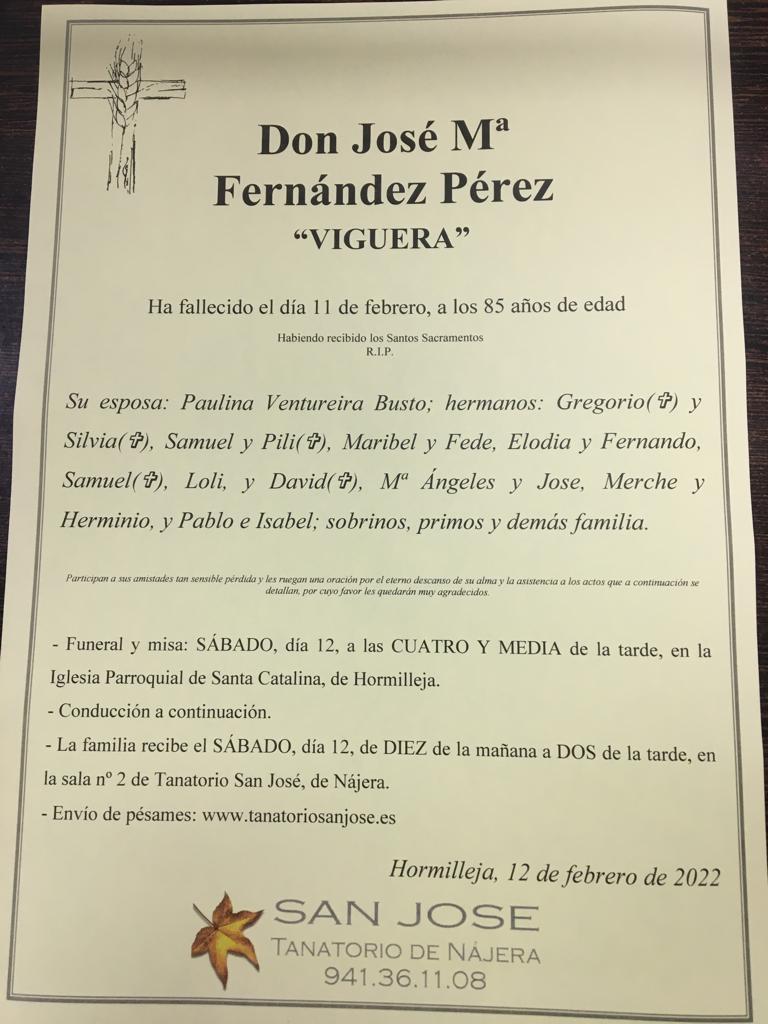 Don José Mª
Fernández Pérez
“VIGUERA”
Ha fallecido el día 11 de febrero, a los 85 años de edad
Habiendo recibido los Santos Sacramentos
R.I.P.
Su esposa: Paulina Ventureira Busto; hermanos: Gregorio(✞) y
Silvia(✞), Samuel y Pili(✞), Maribel y Fede, Elodia y Fernando,
Samuel(✞), Loli, y David(✞), Mª Ángeles y Jose, Merche y
Herminio, y Pablo e Isabel; sobrinos, primos y demás familia.
Participan a sus amistades tan sensible pérdida y les ruegan una oración por el eterno descanso de su alma y la asistencia a los actos que a continuación se
detallan, por cuyo favor les quedarán muy agradecidos.
- Funeral y misa: SÁBADO, día 12, a las CUATRO Y MEDIA de la tarde, en la
Iglesia Parroquial de Santa Catalina, de Hormilleja.
- Conducción a continuación.
- La familia recibe el SÁBADO, día 12, de DIEZ de la mañana a DOS de la tarde, en
la sala nº 2 de Tanatorio San José, de Nájera.
- Envío de pésames: www.tanatoriosanjose.es
Hormilleja, 12 de febrero de 2022
SAN JOSE
TANATORIO DE NÁJERA
941.36.11.08